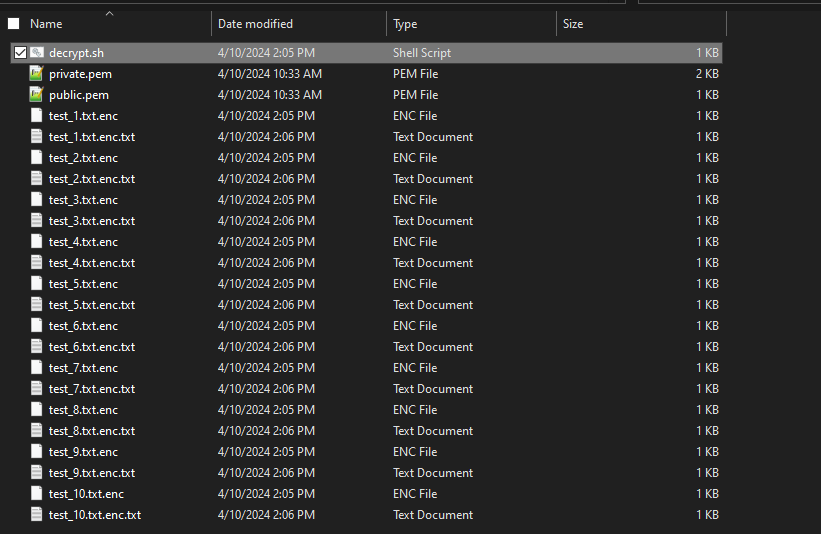 Name Date modified Type Size
decrypt.sh 4/10/2024 2:05 PM Shell Script 1 KB
private.pem 4/10/2024 10:33 AM PEM File 2 KB
public.pem 4/10/2024 10:33 AM PEM File 1 KB
test_1.txt.enc 4/10/2024 2:05 PM ENC File 1 KB
test_1.txt.enc.txt 4/10/2024 2:06 PM Text Document 1 KB
test_2.txt.enc 4/10/2024 2:05 PM ENC File 1 KB
test_2.txt.enc.txt 4/10/2024 2:06 PM Text Document 1 KB
test_3.txt.enc 4/10/2024 2:05 PM ENC File 1 KB
test_3.txt.enc.txt 4/10/2024 2:06 PM Text Document 1 KB
test_4.txt.enc 4/10/2024 2:05 PM ENC File 1 KB
test_4.txt.enc.txt 4/10/2024 2:06 PM Text Document 1 KB
test_5.txt.enc 4/10/2024 2:05 PM ENC File 1 KB
test_5.txt.enc.txt 4/10/2024 2:06 PM Text Document 1 KB
test_6.txt.enc 4/10/2024 2:05 PM ENC File 1 KB
test_6.txt.enc.txt 4/10/2024 2:06 PM Text Document 1 KB
test_7.txt.enc 4/10/2024 2:05 PM ENC File 1 KB
test_7.txt.enc.txt 4/10/2024 2:06 PM Text Document 1 KB
test_8.txt.enc 4/10/2024 2:05 PM ENC File 1 KB
test_8.txt.enc.txt 4/10/2024 2:06 PM Text Document 1 KB
test_9.txt.enc 4/10/2024 2:05 PM ENC File 1 KB
test_9.txt.enc.txt 4/10/2024 2:06 PM Text Document 1 KB
test_10.txt.enc 4/10/2024 2:05 PM ENC File 1 KB
test_10.txt.enc.txt 4/10/2024 2:06 PM Text Document 1 KB